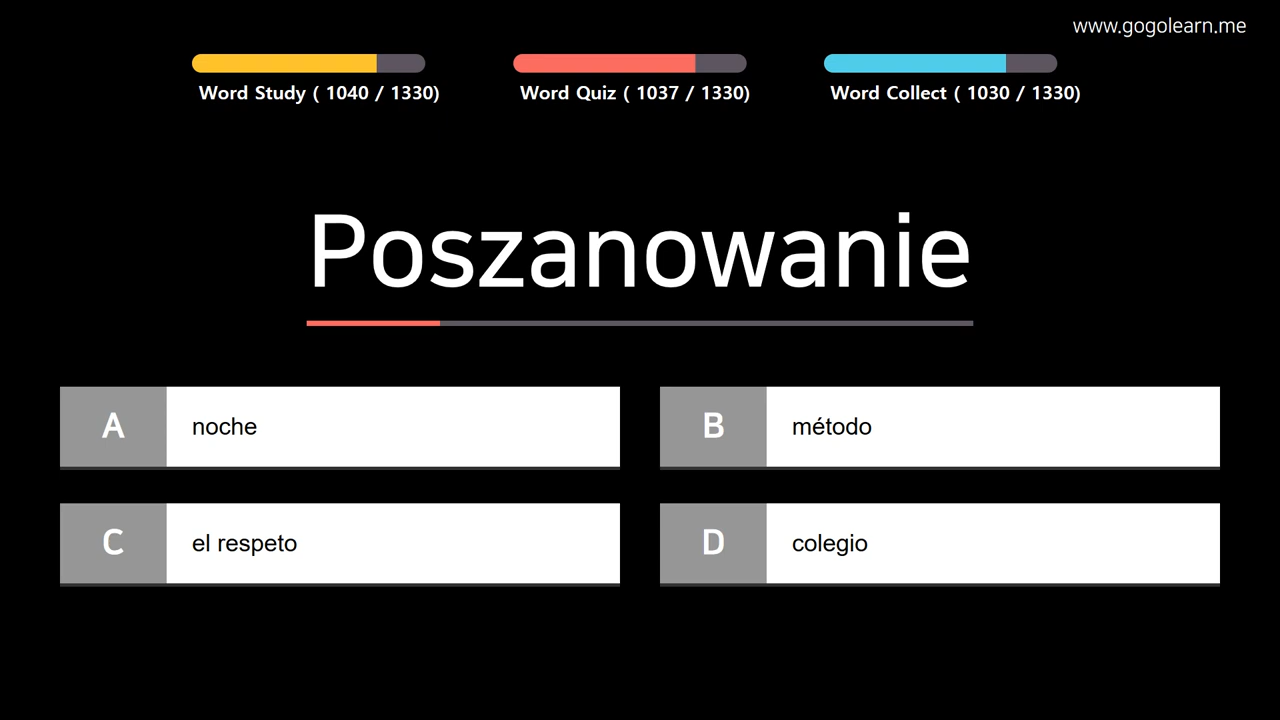 www.gogolearn.me
Word Study ( 1040 / 1330)
Word Quiz ( 1037 / 1330)
Word Collect ( 1030 / 1330)
Poszanowanie
A noche
B método
C el respeto
D colegio